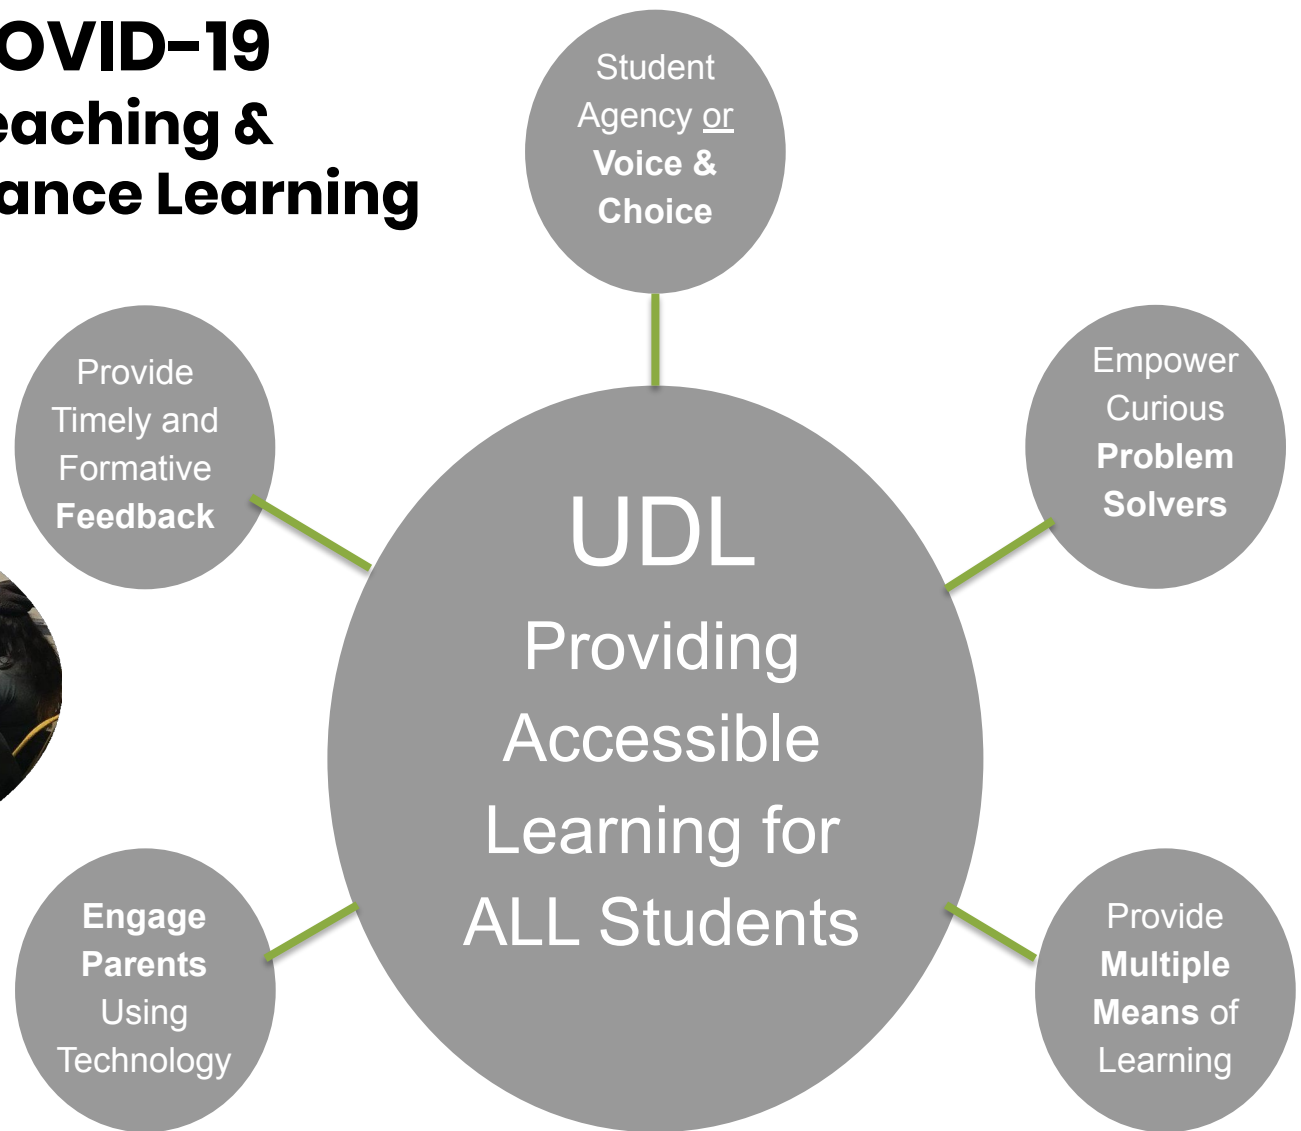 OVID-19
eaching &
ance Learning
Student
Agency or
Voice &
Choice
Provide
Timely and
Formative
Feedback
Empower
Curious
Problem
Solvers
UDL
Providing
Accessible
Learning for
ALL Students
Engage
Parents
Using
Technology
Provide
Multiple
Means of
Learning